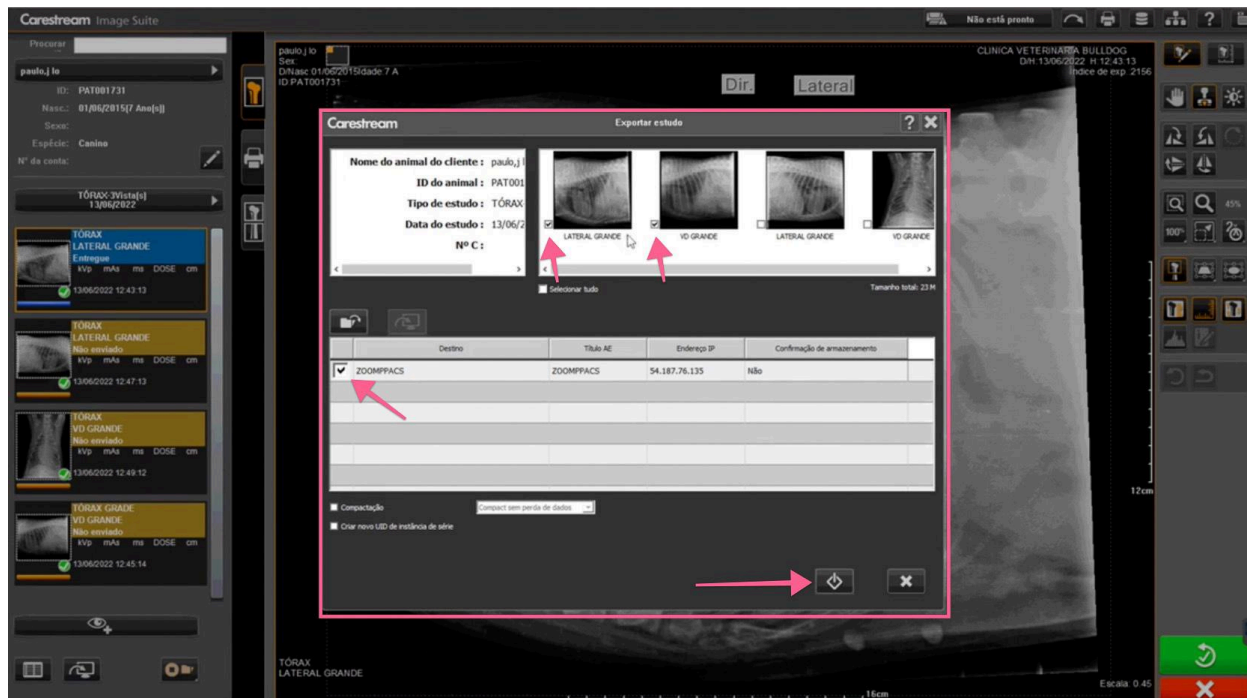 Carestream Image Suite
Não está pronto
?
Procurar
paulo,j lo
ID: PAT001731
Nasc.: 01/06/2015[7 Ano[s]]
Sexo:
Espécie: Canino
Nº da conta:
TÓRAX-3Vista[s]
13/06/2022
TÓRAX
LATERAL GRANDE
Entregue
kVp mAs ms DOSE cm
13/06/2022 12:43:13
TÓRAX
LATERAL GRANDE
Não enviado
kVp mAs ms DOSE cm
13/06/2022 12:47:13
TÓRAX
VD GRANDE
Não enviado
kVp mAs ms DOSE cm
13/06/2022 12:49:12
TÓRAX GRADE
VD GRANDE
Não enviado
kVp mAs ms DOSE cm
13/06/2022 12:45:14
paulo,j lo
Sex:
D/Nasc 01/06/2015Idade 7 A
ID PAT001731
Dir. Lateral
CLINICA VETERINARIA BULLDOG
D/H:13/06/2022 H:12:43:13
Índice de exp. 2156
Carestream
Exportar estudo
?
Nome do animal do cliente : paulo,j l
ID do animal : PAT001
Tipo de estudo : TÓRAX-
Data do estudo : 13/06/2
Nº C :
LATERAL GRANDE
VD GRANDE
LATERAL GRANDE
VD GRANDE
Selecionar tudo
Tamanho total: 23 M
Destino Título AE Endereço IP Confirmação de armazenamento
ZOOMPPACS ZOOMPPACS 54.187.76.135 Não
Compactação
Compact sem perda de dados
Criar novo UID de instância de série
TÓRAX
LATERAL GRANDE
12cm
16cm
Escala: 0.45
45%
100%